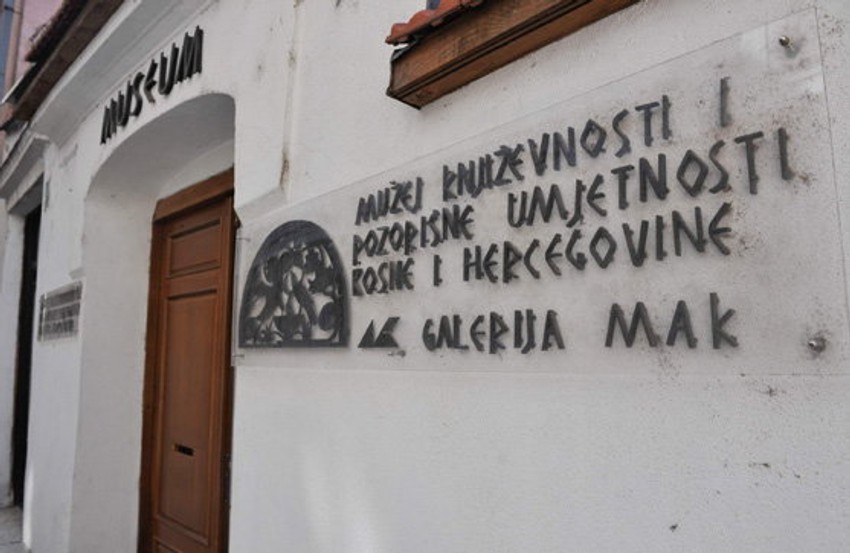 MUSEUM
MUZEJ KNJIŽEVNOSTI I
POZORIŠNE UMJETNOSTI
BOSNE I HERCEGOVINE
GALERIJA MAK